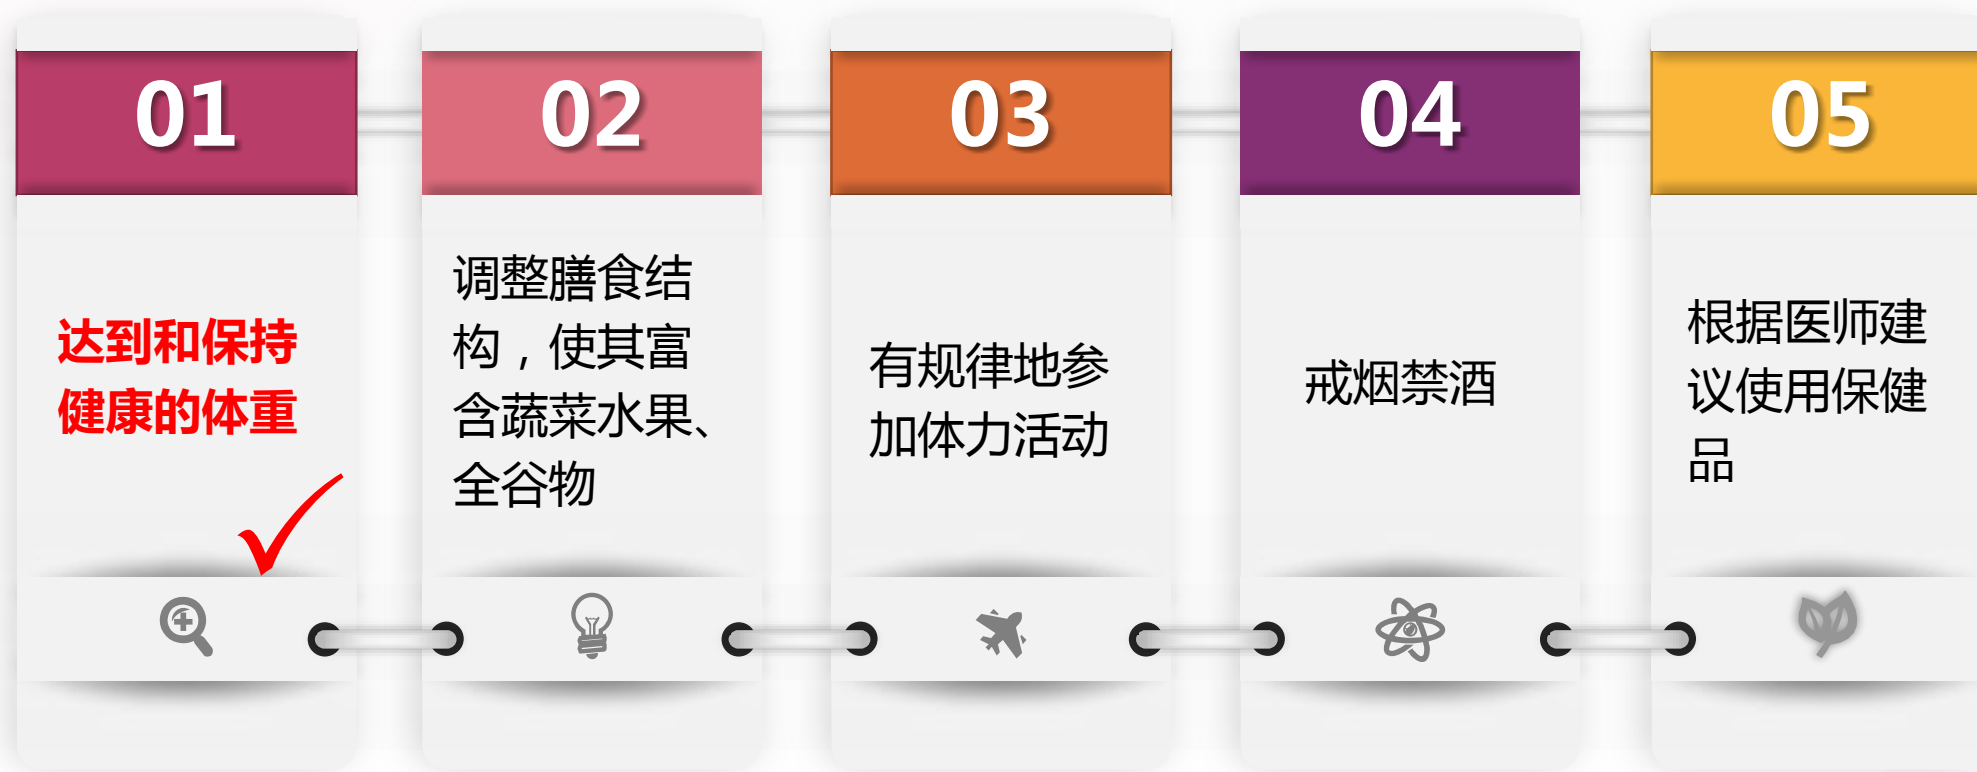 01
达到和保持
健康的体重
02
调整膳食结
构，使其富
含蔬菜水果、
全谷物
03
有规律地参
加体力活动
04
戒烟禁酒
05
根据医师建
议使用保健
品